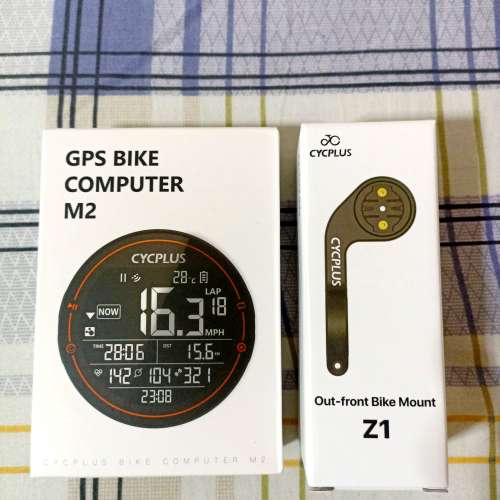 GPS BIKE
COMPUTER
M2
CYCPLUS
28°C
LAP
NOW
16.3
18
MPH
TIME
DIST
28:06
15.6
142 104 321
23:08
CYCPLUS BIKE COMPUTER M2
CYCPLUS
CYCPLUS
Out-front Bike Mount
Z1